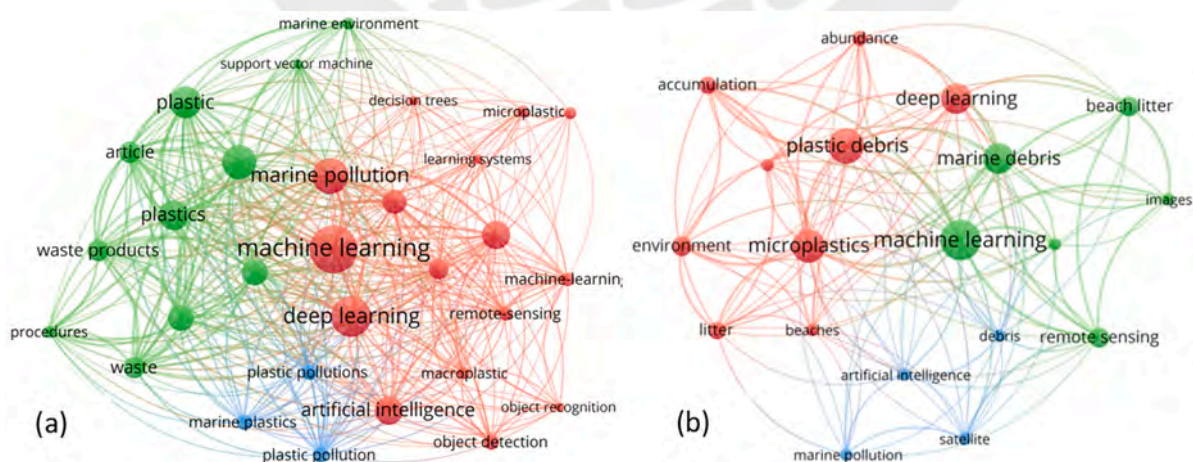 marine environment
support vector machine
plastic
decision trees
microplastic
article
learning systems
marine pollution
plastics
waste products
machine learning
machine-learnin
deep learning
remote-sensing
procedures
waste
plastic pollutions
macroplastic
artificial intelligence
object recognition
marine plastics
object detection
plastic pollution
(a)
abundance
accumulation
deep learning
beach litter
plastic debris
marine debris
images
environment
microplastics
machine learning
litter
beaches
debris
remote sensing
artificial intelligence
satellite
marine pollution
(b)